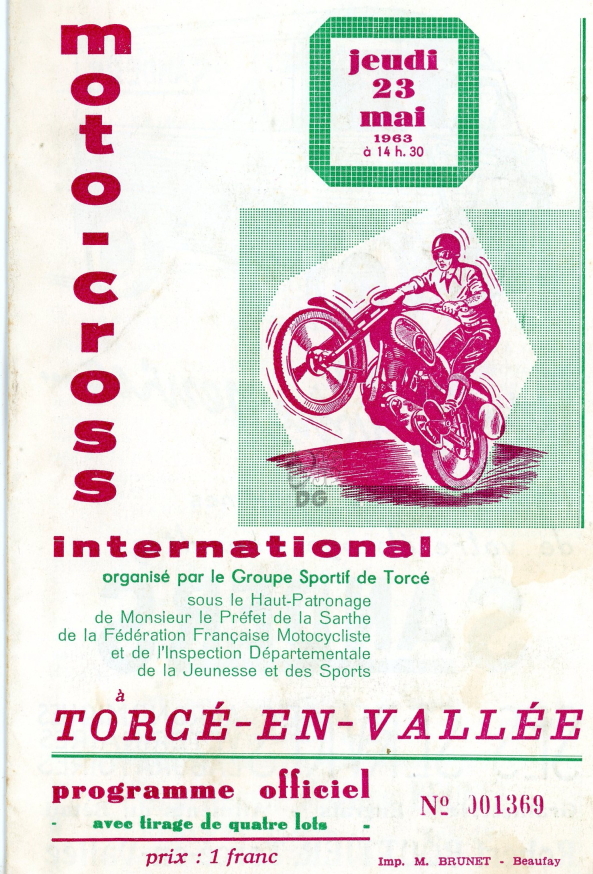 moto-cross
jeudi
23
mai
1963
à 14 h. 30
DG
international
organisé par le Groupe Sportif de Torcé
sous le Haut-Patronage
de Monsieur le Préfet de la Sarthe
de la Fédération Française Motocycliste
et de l'Inspection Départementale
de la Jeunesse et des Sports
à
TORCÉ-EN-VALLÉE
programme officiel
- avec tirage de quatre lots -
Nº 001369
prix : 1 franc
Imp. M. BRUNET - Beaufay